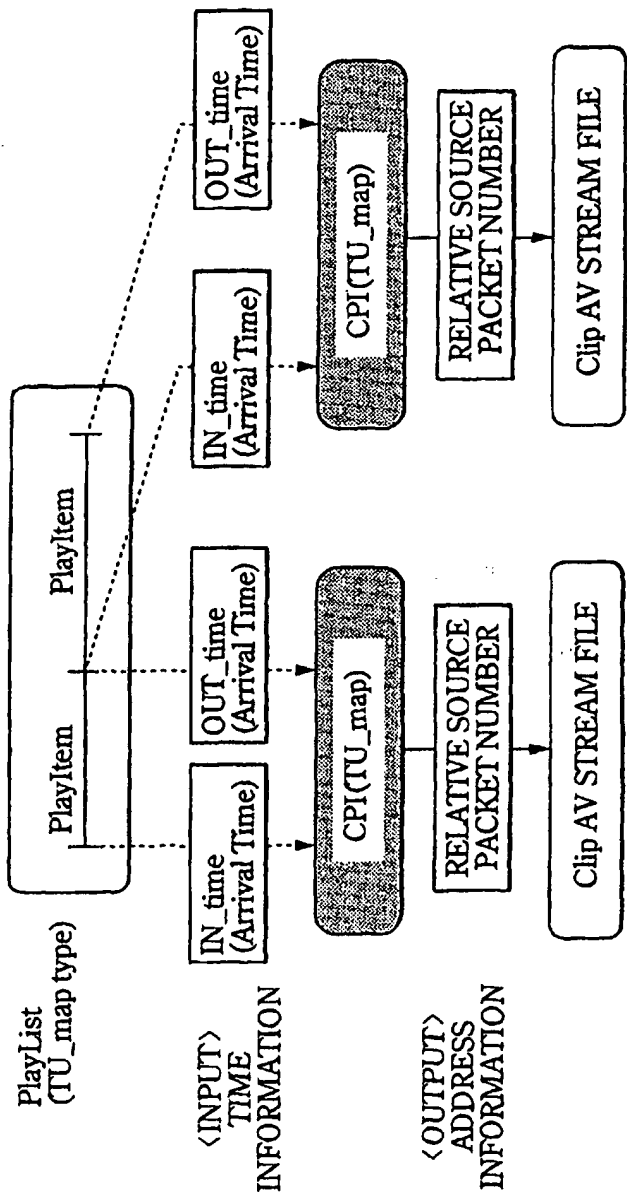 PlayList
(TU_map type)
PlayItem
PlayItem
<INPUT>
TIME
INFORMATION
IN_time
(Arrival Time)
OUT_time
(Arrival Time)
IN_time
(Arrival Time)
OUT_time
(Arrival Time)
CPI(TU_map)
CPI(TU_map)
<OUTPUT>
ADDRESS
INFORMATION
RELATIVE SOURCE
PACKET NUMBER
RELATIVE SOURCE
PACKET NUMBER
Clip AV STREAM FILE
Clip AV STREAM FILE